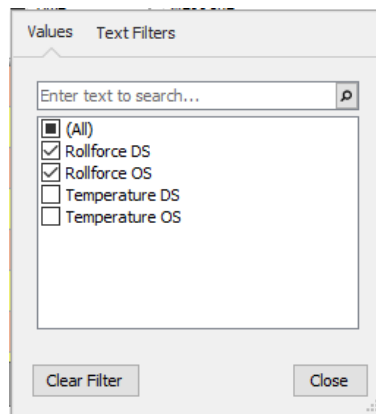 Values Text Filters
Enter text to search...
(All)
Rollforce DS
Rollforce OS
Temperature DS
Temperature OS
Clear Filter Close